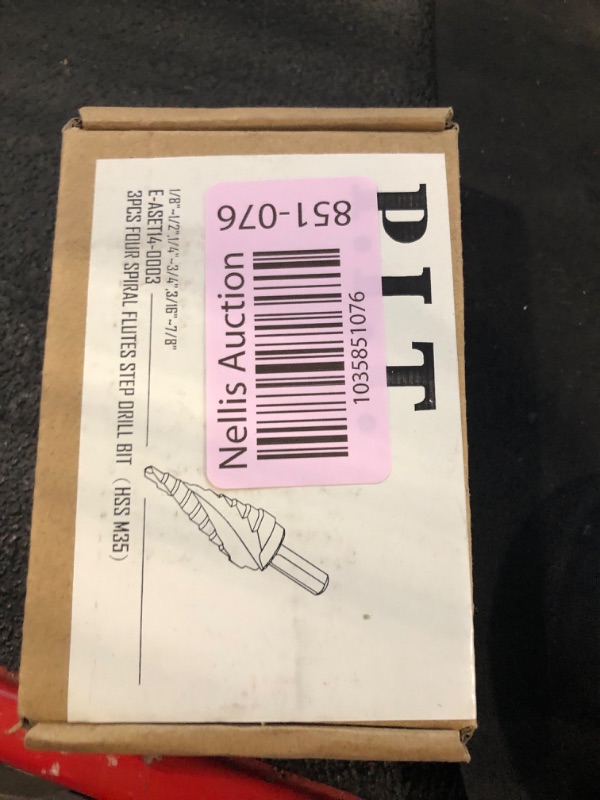 D.I.T.
1/8"~1/2",1/4"~3/4",3/16"~7/8"
E-ASET14-0003
3PCS FOUR SPIRAL FLUTES STEP DRILL BIT (HSS M35)
851-076
Nellis Auction
1035851076